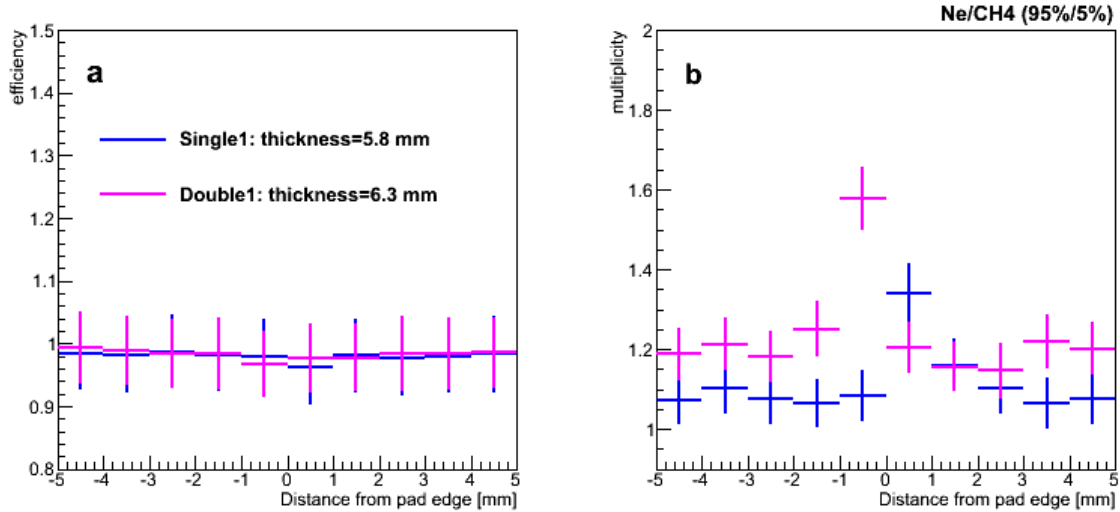 Ne/CH4 (95%/5%)
efficiency
1.5
1.4
1.3
1.2
1.1
1
0.9
0.8
a
Single1: thickness=5.8 mm
Double1: thickness=6.3 mm
-5 -4 -3 -2 -1 0 1 2 3 4 5
Distance from pad edge [mm]
multiplicity
2
1.8
1.6
1.4
1.2
1
b
-5 -4 -3 -2 -1 0 1 2 3 4 5
Distance from pad edge [mm]